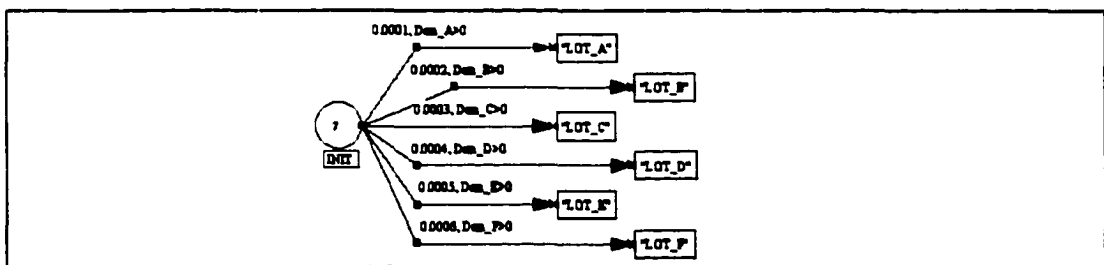 0.0001, Dem_A>0
"LOT_A"
0.0002, Dem_B>0
"LOT_B"
0.0003, Dem_C>0
"LOT_C"
7
INIT
0.0004, Dem_D>0
"LOT_D"
0.0005, Dem_E>0
"LOT_E"
0.0006, Dem_F>0
"LOT_F"